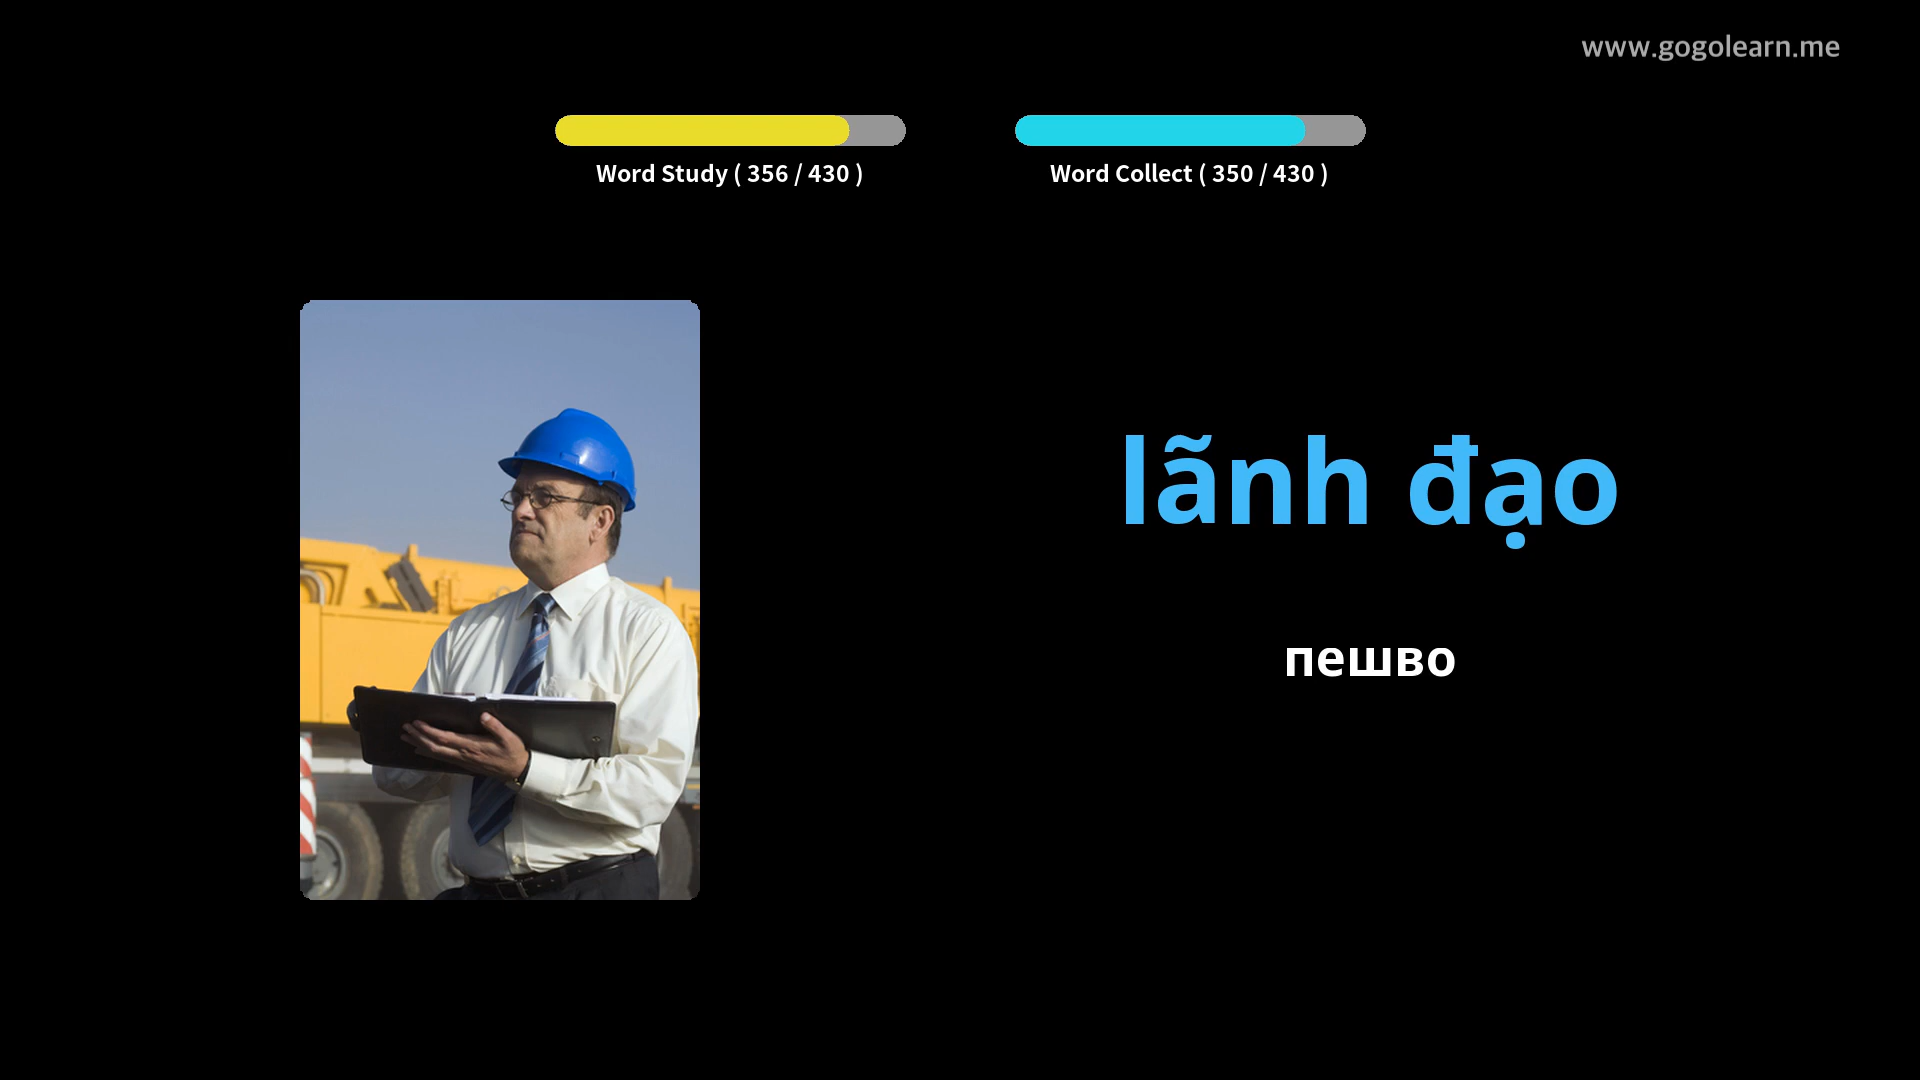 www.gogolearn.me
Word Study ( 356 / 430 )
Word Collect ( 350 / 430 )
lãnh đạo
пешво